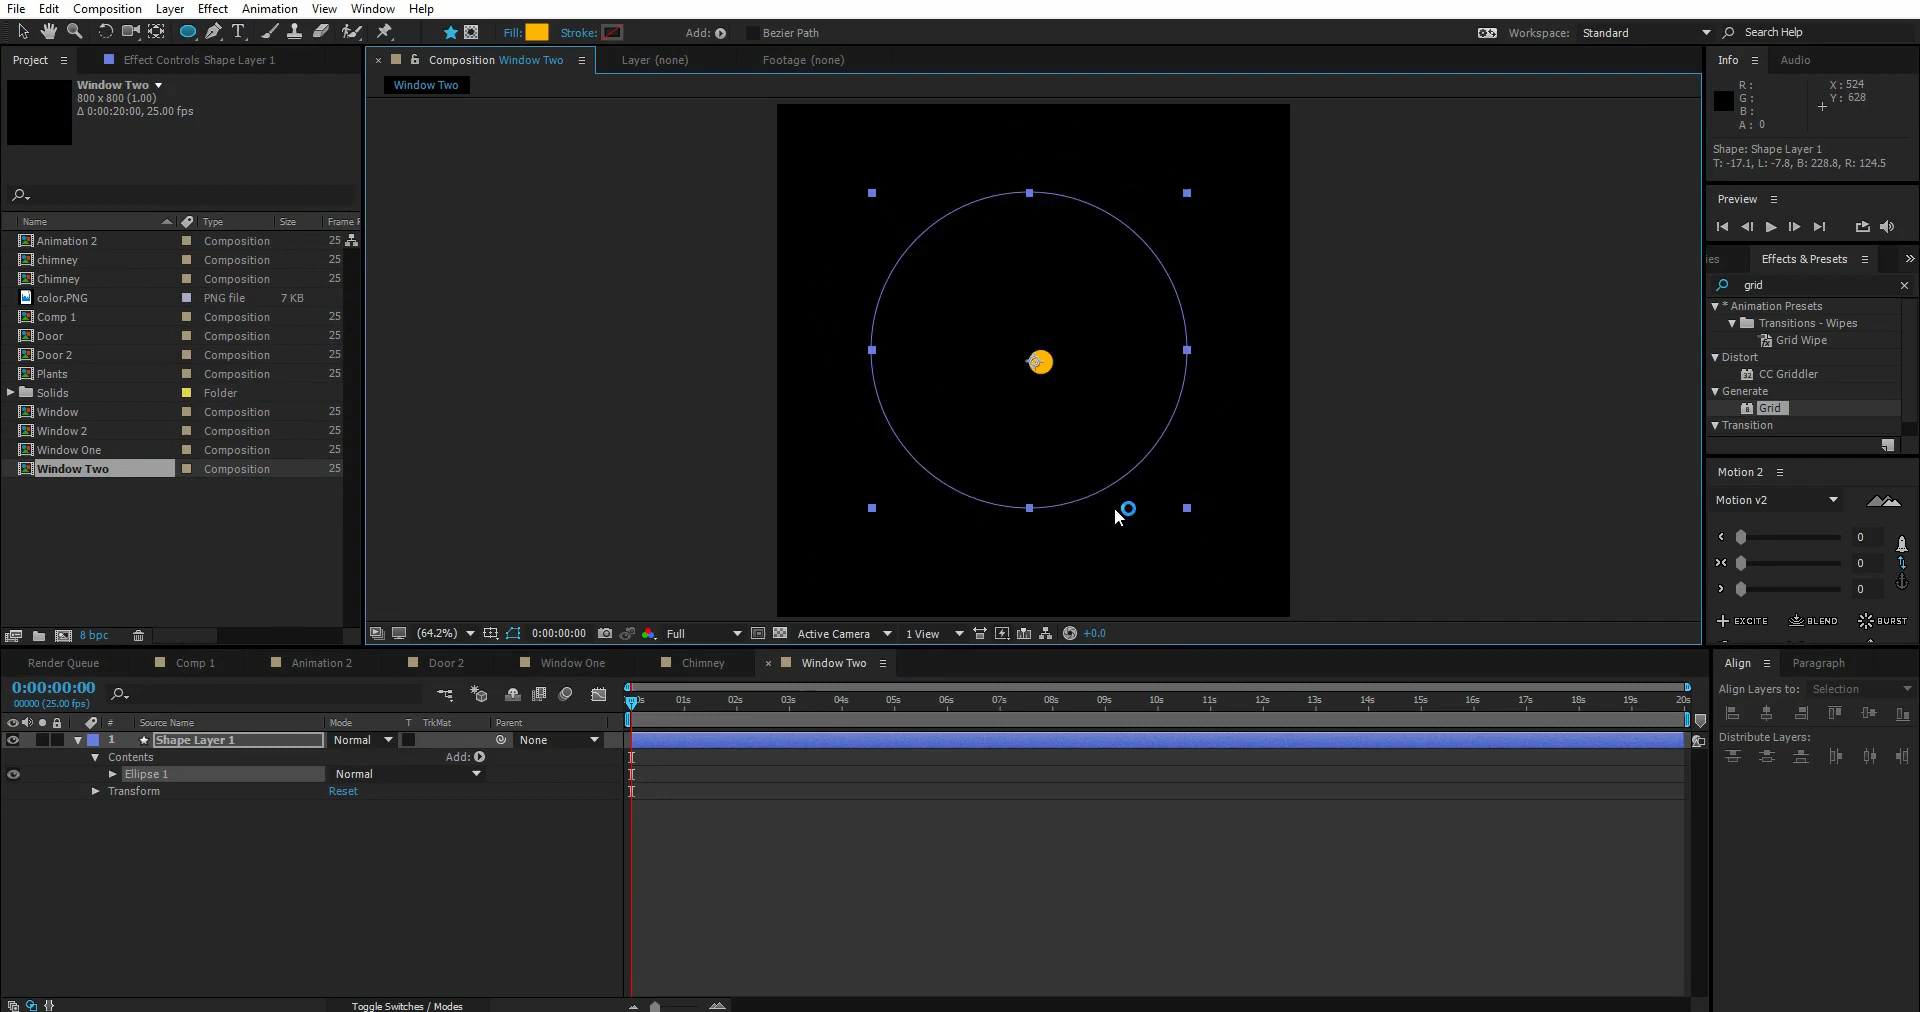 File Edit Composition Layer Effect Animation View Window Help
Fill: Stroke: Add: Bezier Path Workspace: Standard Search Help
Project Effect Controls Shape Layer 1
Window Two
800 x 800 (1.00)
Δ 0:00:20:00, 25.00 fps
Name Type Size Frame F
Animation 2 Composition 25
chimney Composition 25
Chimney Composition 25
color.PNG PNG file 7 KB
Comp 1 Composition 25
Door Composition 25
Door 2 Composition 25
Plants Composition 25
Solids Folder
Window Composition 25
Window 2 Composition 25
Window One Composition 25
Window Two Composition 25
8 bpc
Composition Window Two Layer (none) Footage (none)
Window Two
(64.2%) 0:00:00:00 Full Active Camera 1 View +0.0
Info Audio
R: X: 524
G: Y: 628
B:
A: 0
Shape: Shape Layer 1
T: -17.1, L: -7.8, B: 228.8, R: 124.5
Preview
ies Effects & Presets
grid
* Animation Presets
Transitions - Wipes
Grid Wipe
Distort
CC Griddler
Generate
Grid
Transition
Motion 2
Motion v2
0
0
0
EXCITE BLEND BURST
Render Queue Comp 1 Animation 2 Door 2 Window One Chimney Window Two
0:00:00:00
00000 (25.00 fps)
01s 02s 03s 04s 05s 06s 07s 08s 09s 10s 11s 12s 13s 14s 15s 16s 17s 18s 19s 20s
# Source Name Mode T TrkMat Parent
1 Shape Layer 1 Normal None
Contents Add:
Ellipse 1 Normal
Transform Reset
Toggle Switches / Modes
Align Paragraph
Align Layers to: Selection
Distribute Layers: